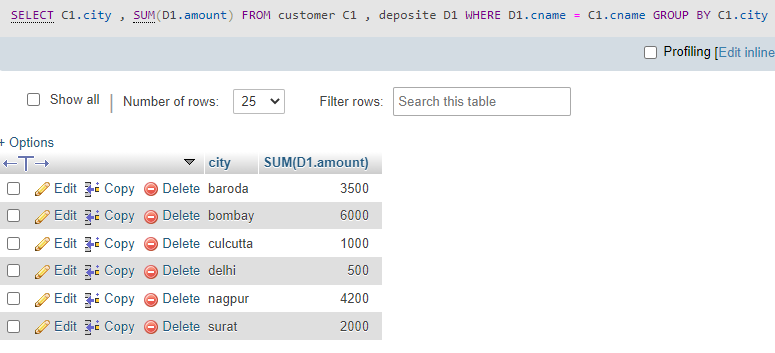 SELECT C1.city , SUM(D1.amount) FROM customer C1 , deposite D1 WHERE D1.cname = C1.cname GROUP BY C1.city
Profiling [Edit inline
Show all | Number of rows: 25 Filter rows: Search this table
+ Options
←T→ city SUM(D1.amount)
Edit Copy Delete baroda 3500
Edit Copy Delete bombay 6000
Edit Copy Delete culcutta 1000
Edit Copy Delete delhi 500
Edit Copy Delete nagpur 4200
Edit Copy Delete surat 2000